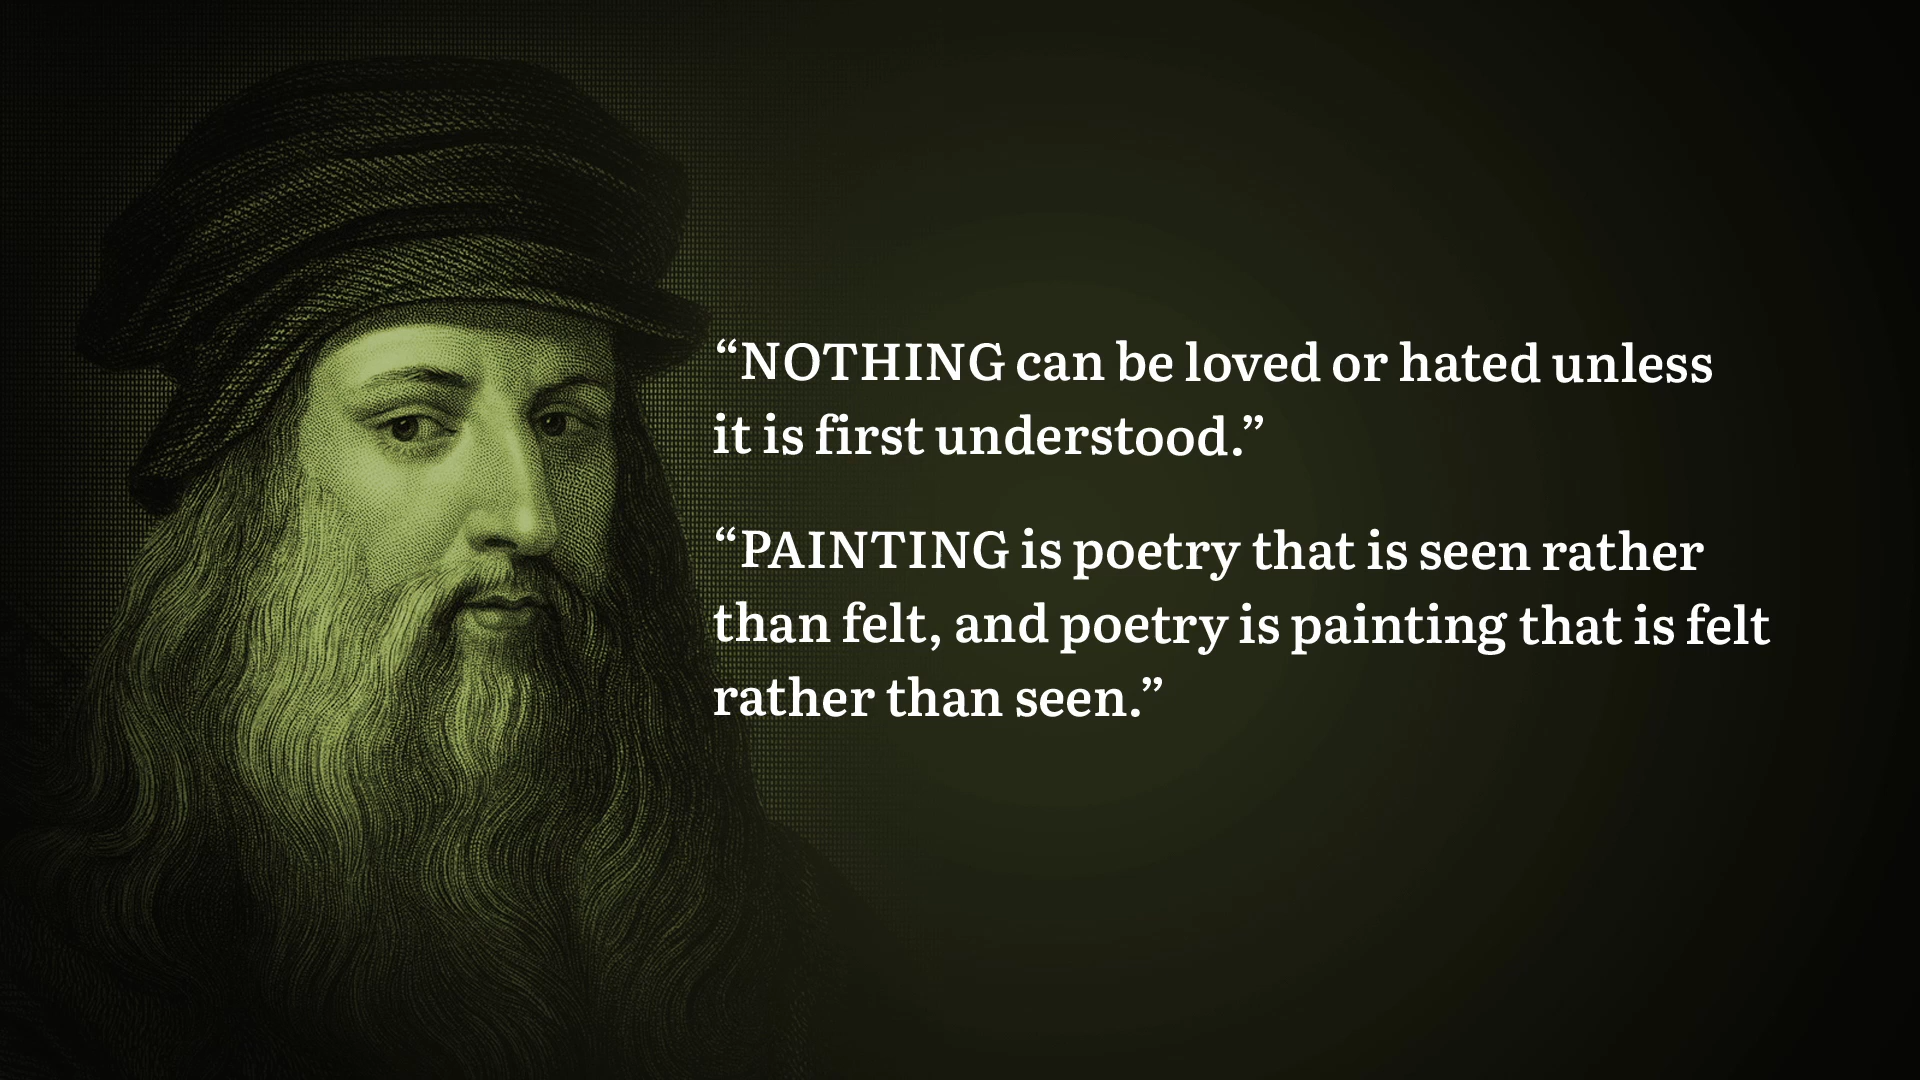 “NOTHING can be loved or hated unless
it is first understood.”
“PAINTING is poetry that is seen rather
than felt, and poetry is painting that is felt
rather than seen.”